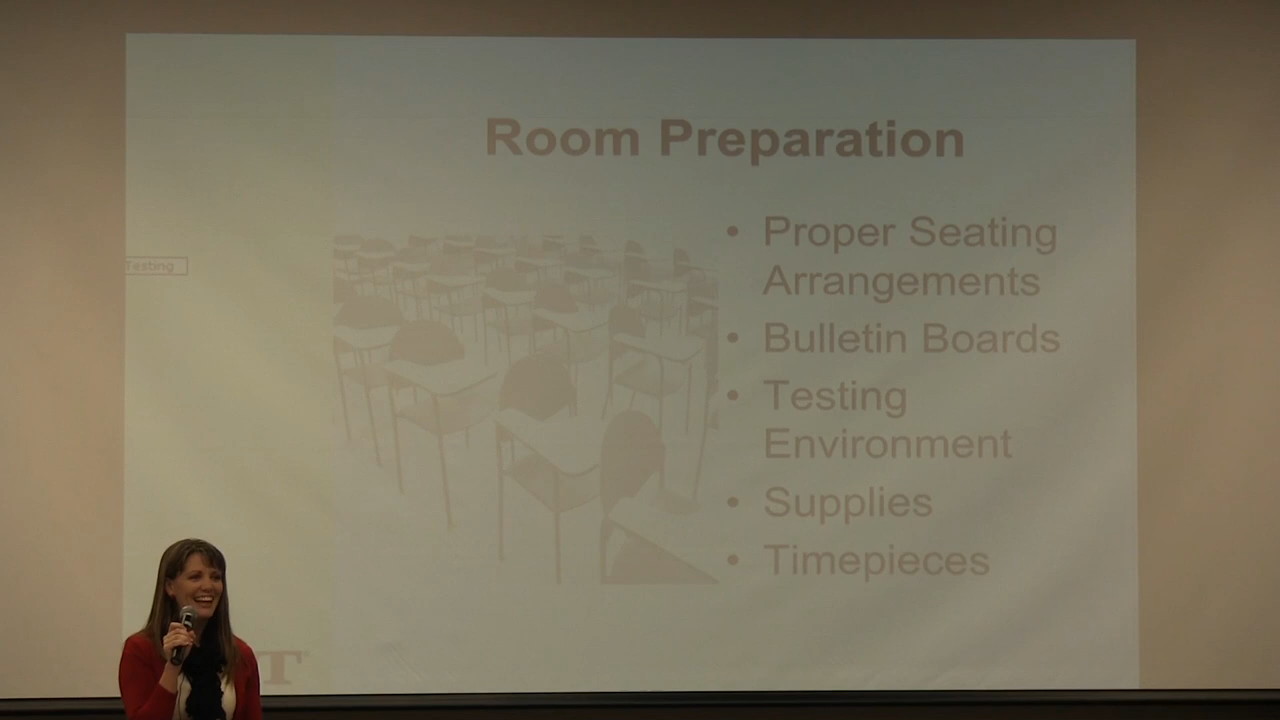 Room Preparation
Testing
• Proper Seating
Arrangements
• Bulletin Boards
• Testing
Environment
• Supplies
• Timepieces
T